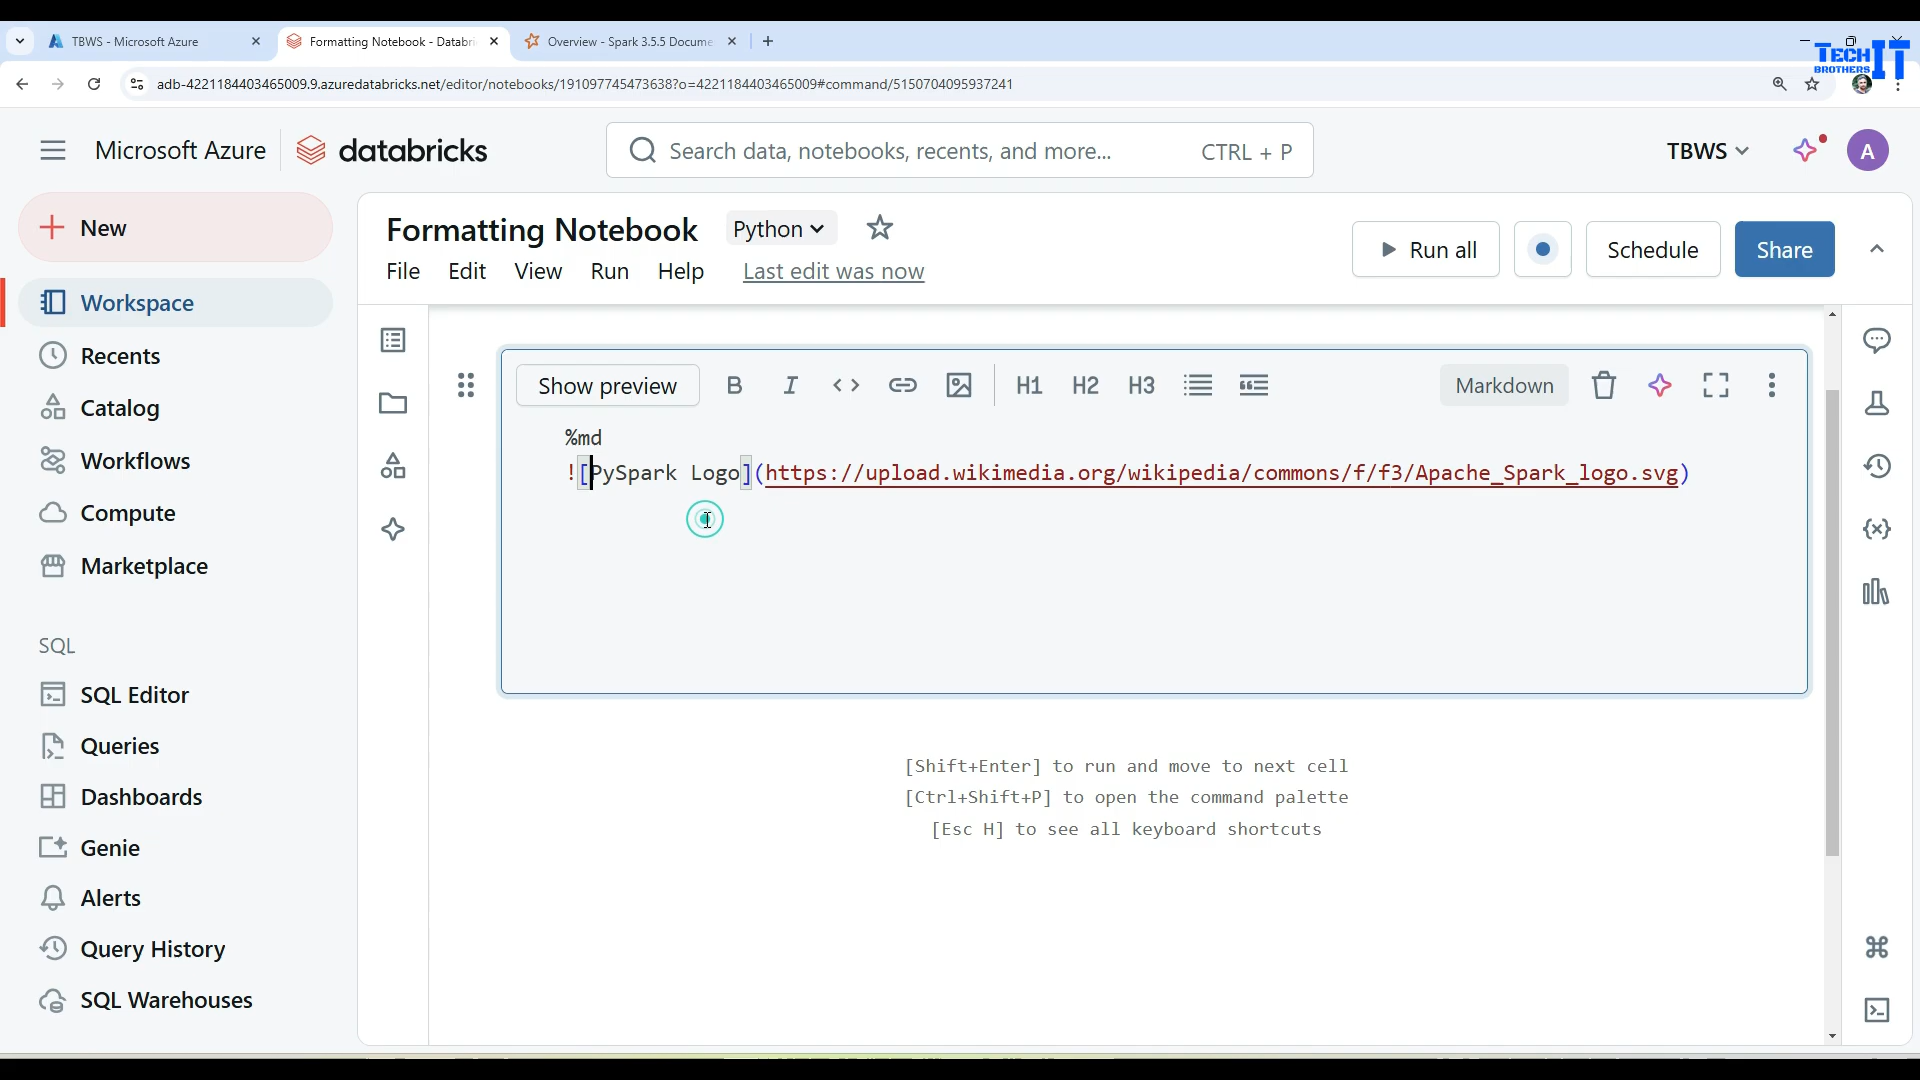 TBWS - Microsoft Azure
Formatting Notebook - Databri
Overview - Spark 3.5.5 Docume
TECH IT
BROTHERS
adb-4221184403465009.9.azuredatabricks.net/editor/notebooks/191097745473638?o=4221184403465009#command/5150704095937241
Microsoft Azure
databricks
Search data, notebooks, recents, and more...
CTRL + P
TBWS
A
New
Workspace
Recents
Catalog
Workflows
Compute
Marketplace
SQL
SQL Editor
Queries
Dashboards
Genie
Alerts
Query History
SQL Warehouses
Formatting Notebook
Python
File Edit View Run Help Last edit was now
Run all
Schedule
Share
Show preview
B I <> H1 H2 H3
Markdown
%md
![PySpark Logo](https://upload.wikimedia.org/wikipedia/commons/f/f3/Apache_Spark_logo.svg)
[Shift+Enter] to run and move to next cell
[Ctrl+Shift+P] to open the command palette
[Esc H] to see all keyboard shortcuts